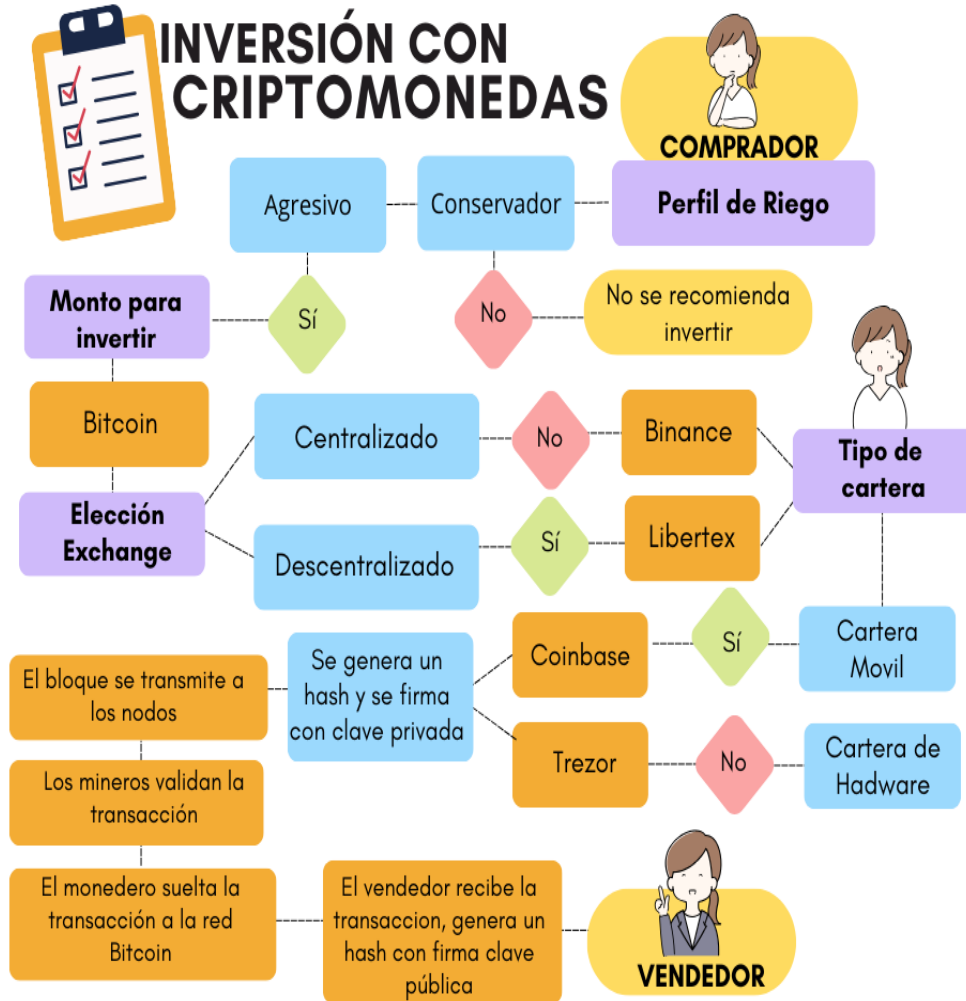 INVERSIÓN CON
CRIPTOMONEDAS
COMPRADOR
Agresivo
Conservador
Perfil de Riego
Monto para
invertir
Sí
No
No se recomienda
invertir
Bitcoin
Centralizado
No
Binance
Tipo de
cartera
Elección
Exchange
Descentralizado
Sí
Libertex
El bloque se transmite a
los nodos
Se genera un
hash y se firma
con clave privada
Coinbase
Sí
Cartera
Movil
Los mineros validan la
transacción
Trezor
No
Cartera de
Hadware
El monedero suelta la
transacción a la red
Bitcoin
El vendedor recibe la
transaccion, genera un
hash con firma clave
pública
VENDEDOR